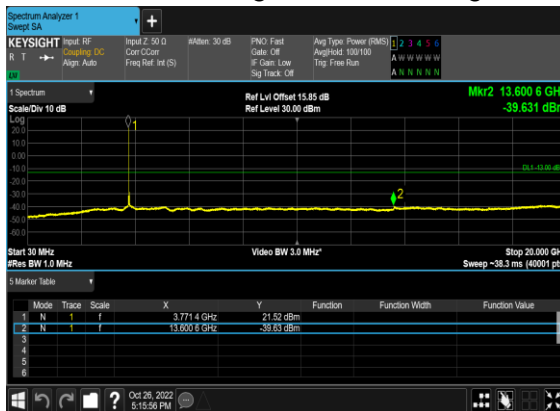 Spectrum Analyzer 1
Swept SA
KEYSIGHT Input: RF Input Z: 50 Ω #Atten: 30 dB PNO: Fast Avg Type: Power (RMS) 1 2 3 4 5 6
R T Coupling: DC Corr CCorr Gate: Off Avg|Hold: 100/100 A W W W W W
Align: Auto Freq Ref: Int (S) IF Gain: Low Trig: Free Run
LXI Sig Track: Off A N N N N N
1 Spectrum Ref Lvl Offset 15.85 dB Mkr2 13.600 6 GH
Scale/Div 10 dB Ref Level 30.00 dBm -39.631 dB
Log
20.0
10.0
0.00
-10.0
DL1 -13.00 dB
-20.0
-30.0
-40.0
-50.0
-60.0
1
2
Start 30 MHz Video BW 3.0 MHz* Stop 20.000 GH
#Res BW 1.0 MHz Sweep ~38.3 ms (40001 pt
5 Marker Table
Mode Trace Scale X Y Function Function Width Function Value
1 N 1 f 3.771 4 GHz 21.52 dBm
2 N 1 f 13.600 6 GHz -39.63 dBm
3
4
5
6
? Oct 26, 2022
5:15:56 PM